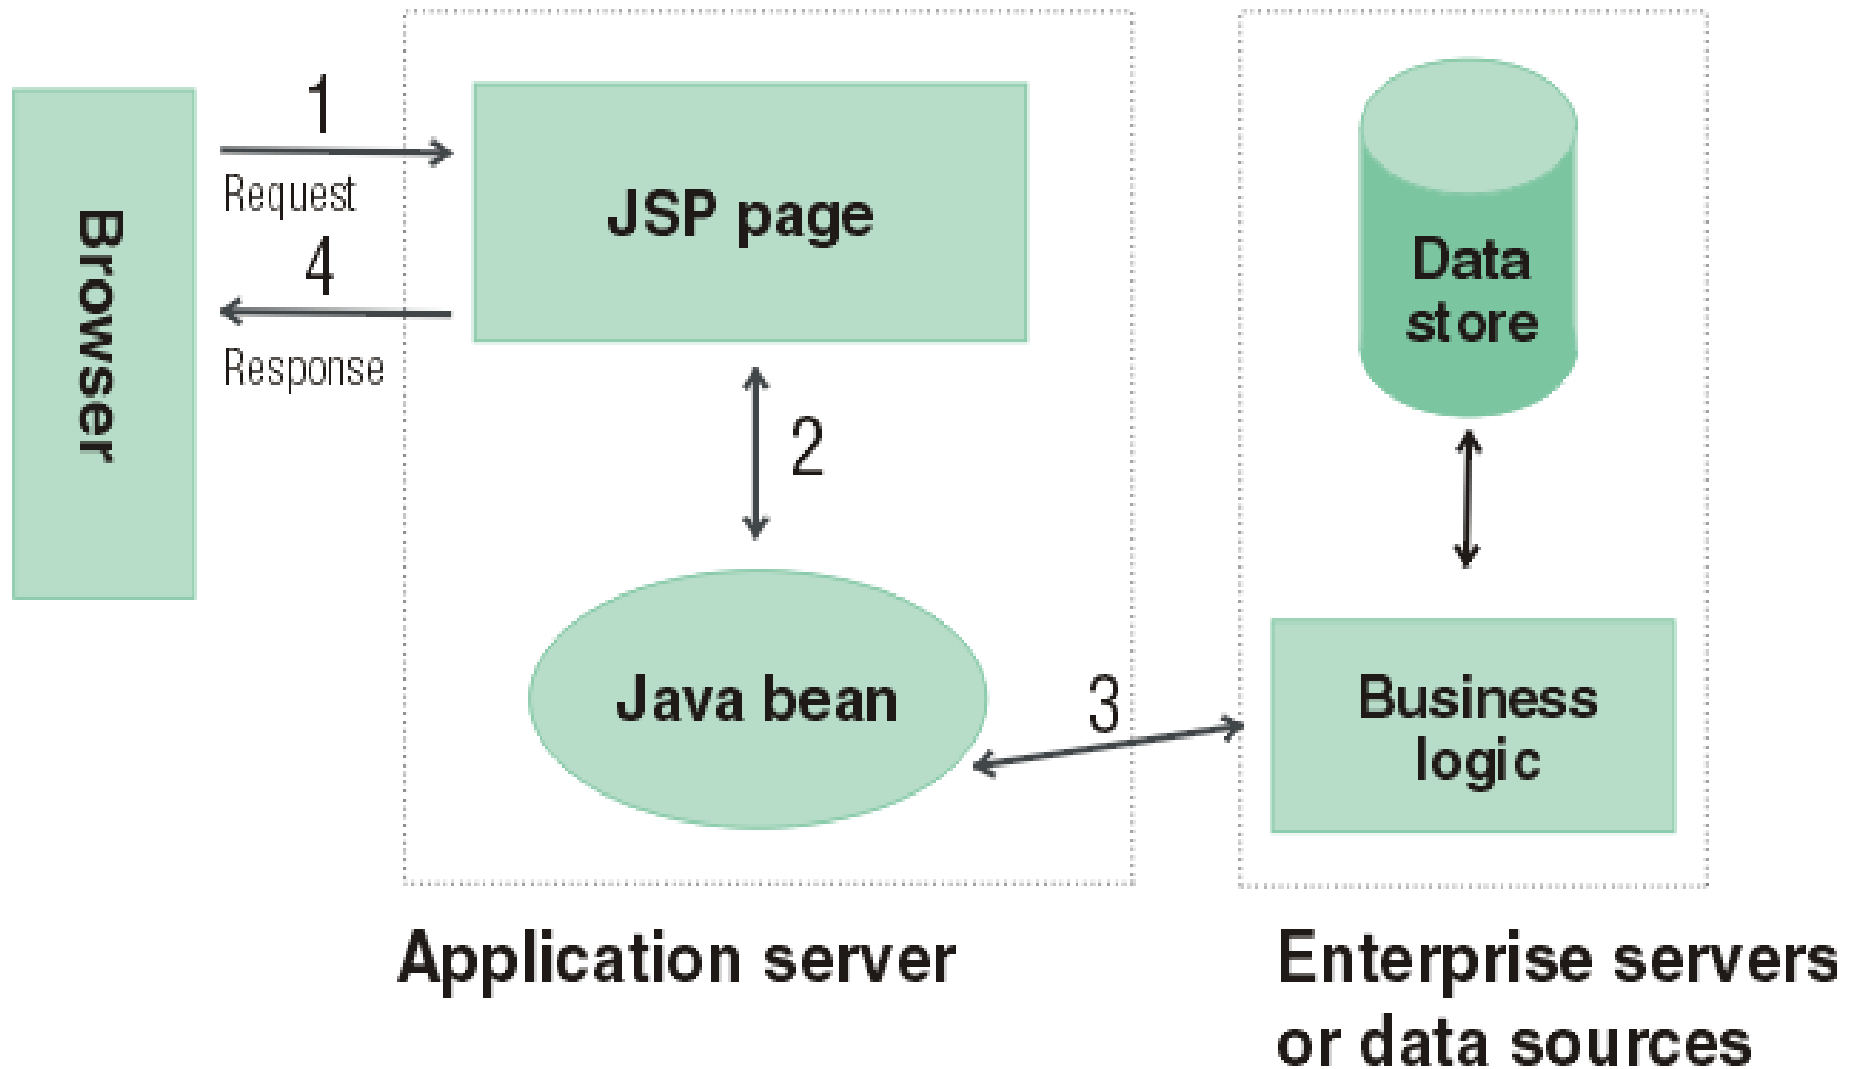 Browser
1
Request
4
Response
JSP page
2
Java bean
3
Data
store
Business
logic
Application server
Enterprise servers
or data sources